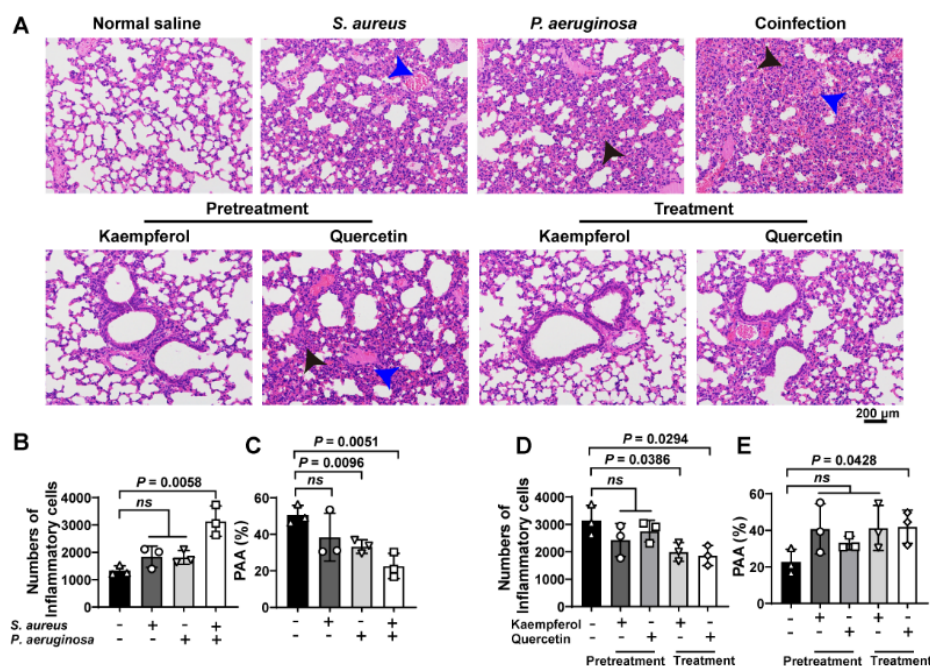 A
Normal saline
S. aureus
P. aeruginosa
Coinfection
Pretreatment
Treatment
Kaempferol
Quercetin
Kaempferol
Quercetin
200 µm
B
P = 0.0058
ns
Numbers of
Inflammatory cells
4000
3000
2000
1000
0
S. aureus - + - +
P. aeruginosa - - + +
C
P = 0.0051
P = 0.0096
ns
PAA (%)
60
40
20
0
- + - +
- - + +
D
P = 0.0294
P = 0.0386
ns
Numbers of
Inflammatory cells
4000
3000
2000
1000
0
Kaempferol - + - + -
Quercetin - - + - +
Pretreatment Treatment
E
P = 0.0428
ns
PAA (%)
60
40
20
0
- + - + -
- - + - +
Pretreatment Treatment